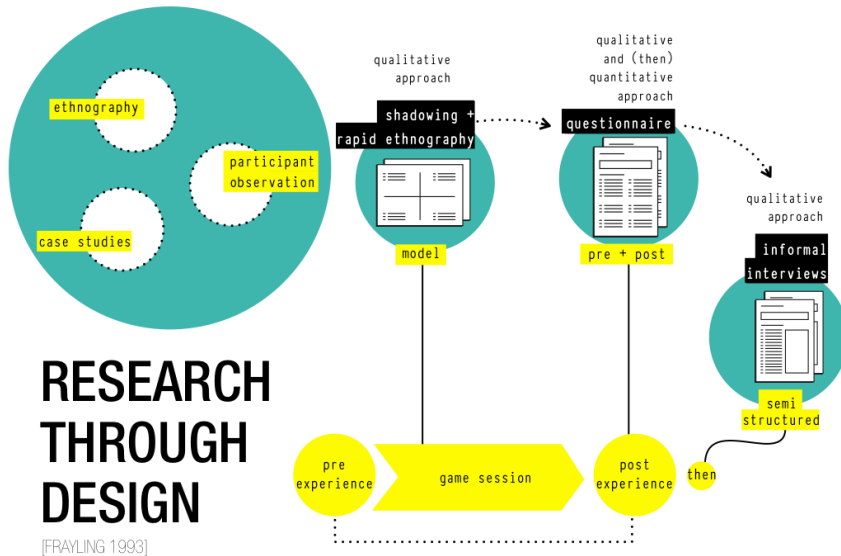 ethnography
participant
observation
case studies
RESEARCH
THROUGH
DESIGN
[FRAYLING 1993]
qualitative
approach
shadowing +
rapid ethnography
model
qualitative
and (then)
quantitative
approach
questionnaire
pre + post
qualitative
approach
informal
interviews
semi
structured
pre
experience
game session
post
experience
then